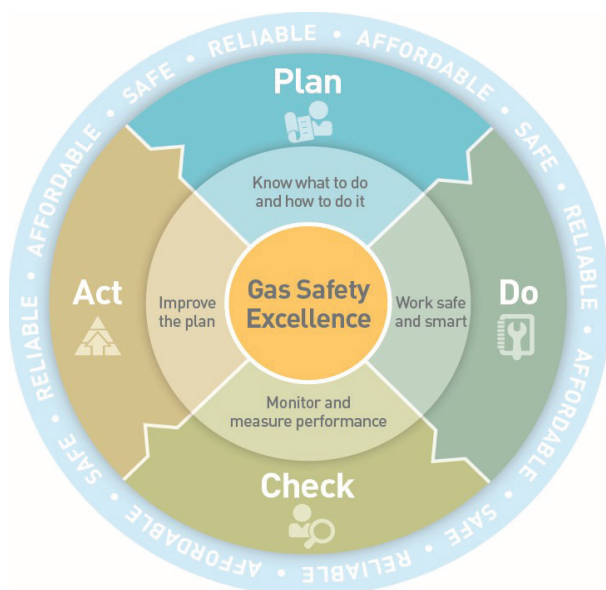 SAFE • RELIABLE • AFFORDABLE • SAFE • RELIABLE • AFFORDABLE • SAFE • RELIABLE • AFFORDABLE • SAFE • RELIABLE • AFFORDABLE •
Plan
Know what to do
and how to do it
Act
Improve
the plan
Gas Safety
Excellence
Work safe
and smart
Do
Monitor and
measure performance
Check